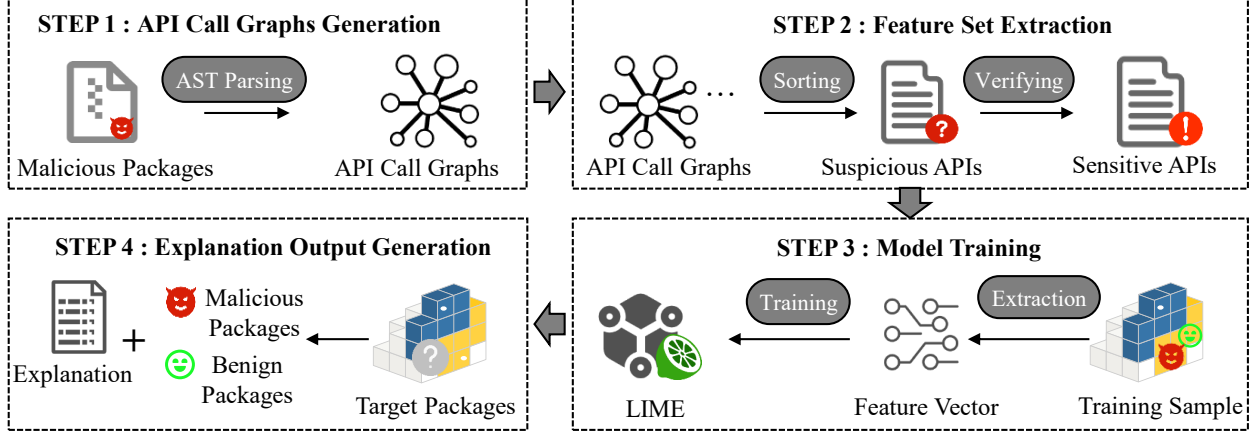 STEP 1 : API Call Graphs Generation
AST Parsing
Malicious Packages
API Call Graphs
STEP 2 : Feature Set Extraction
...
Sorting
Verifying
?
!
API Call Graphs
Suspicious APIs
Sensitive APIs
STEP 3 : Model Training
Training
Extraction
LIME
Feature Vector
Training Sample
STEP 4 : Explanation Output Generation
Malicious
Packages
+
Benign
Packages
?
Explanation
Target Packages